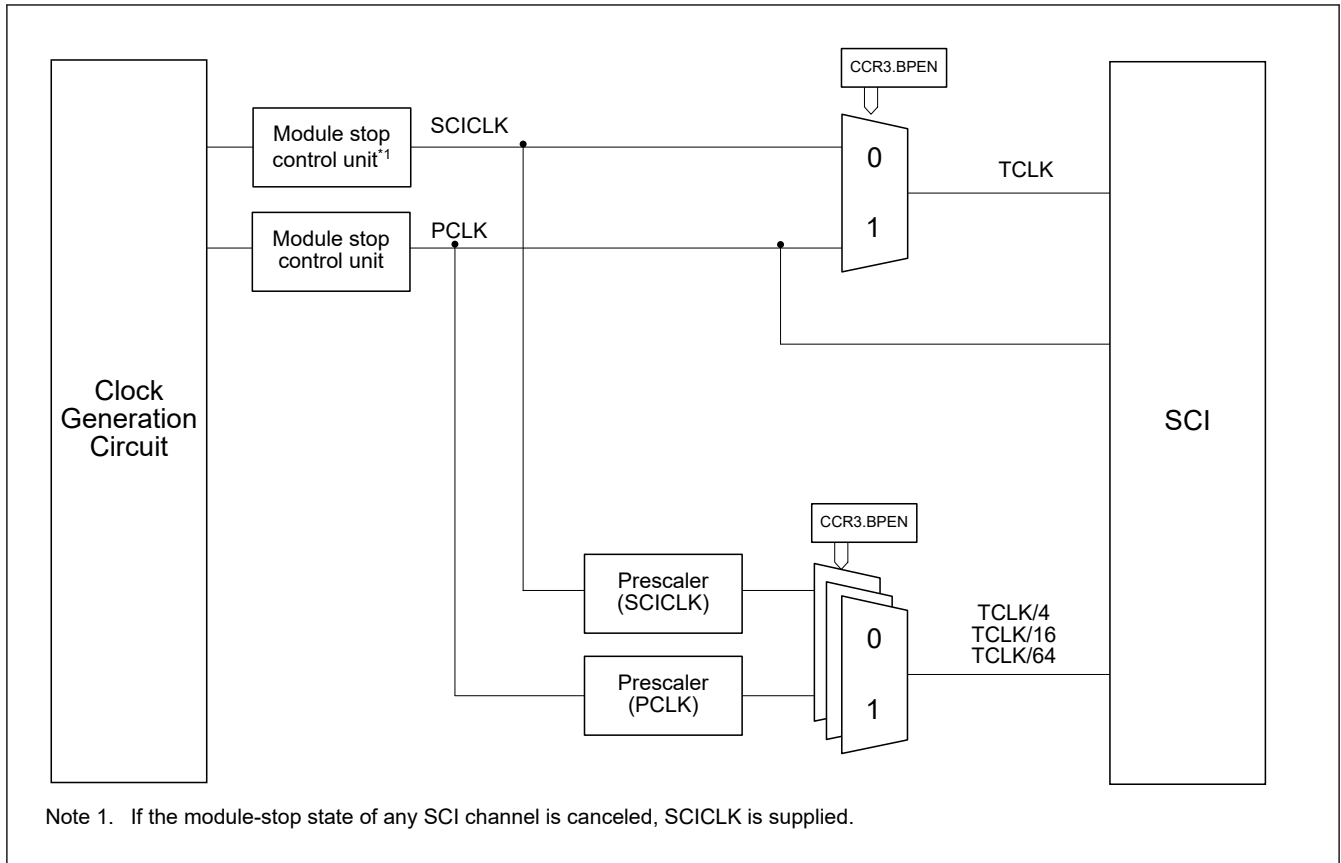 CCR3.BPEN
Module stop
control unit*1
SCICLK
0
1
TCLK
Module stop
control unit
PCLK
Clock
Generation
Circuit
SCI
CCR3.BPEN
Prescaler
(SCICLK)
0
1
TCLK/4
TCLK/16
TCLK/64
Prescaler
(PCLK)
Note 1. If the module-stop state of any SCI channel is canceled, SCICLK is supplied.